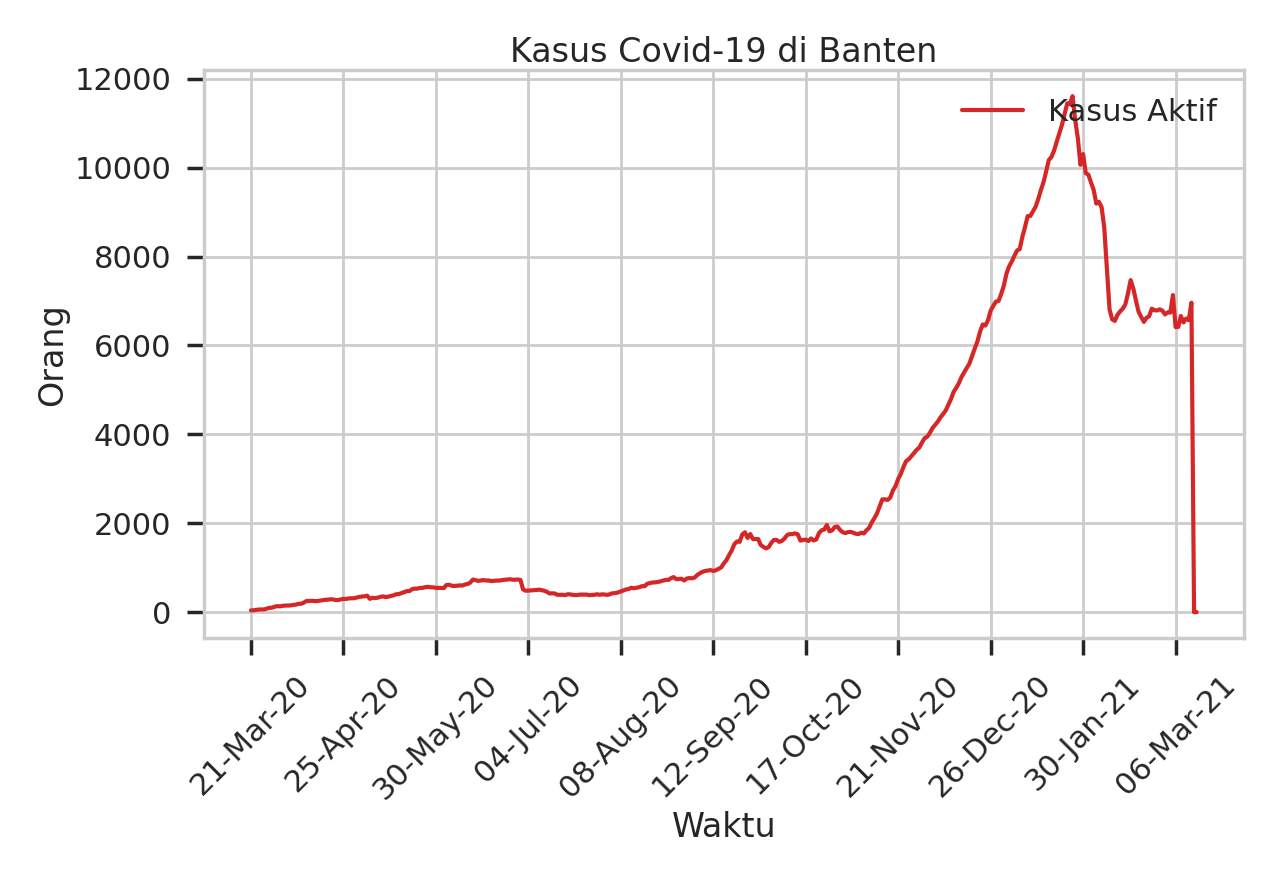 Kasus Covid-19 di Banten
Kasus Aktif
12000
10000
8000
6000
4000
2000
0
Orang
21-Mar-20
25-Apr-20
30-May-20
04-Jul-20
08-Aug-20
12-Sep-20
17-Oct-20
21-Nov-20
26-Dec-20
30-Jan-21
06-Mar-21
Waktu